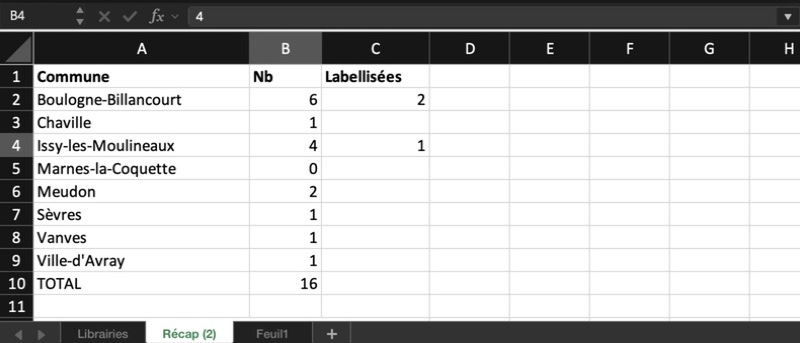 B4 fx 4
A B C D E F G H
1 Commune Nb Labellisées
2 Boulogne-Billancourt 6 2
3 Chaville 1
4 Issy-les-Moulineaux 4 1
5 Marnes-la-Coquette 0
6 Meudon 2
7 Sèvres 1
8 Vanves 1
9 Ville-d'Avray 1
10 TOTAL 16
11
Librairies Récap (2) Feuil1 +